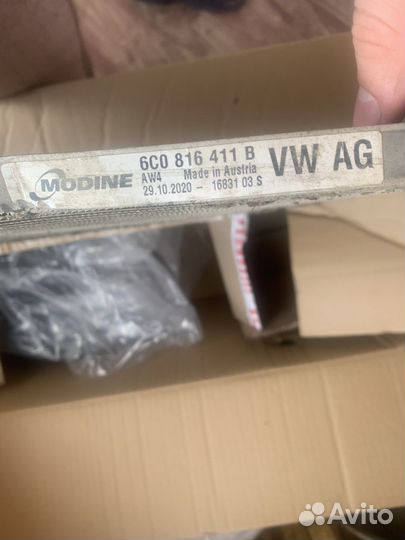 MODINE
6C0 816 411 B
AW4 Made in Austria
29.10.2020 - 16831 03 S
VW AG
Avito